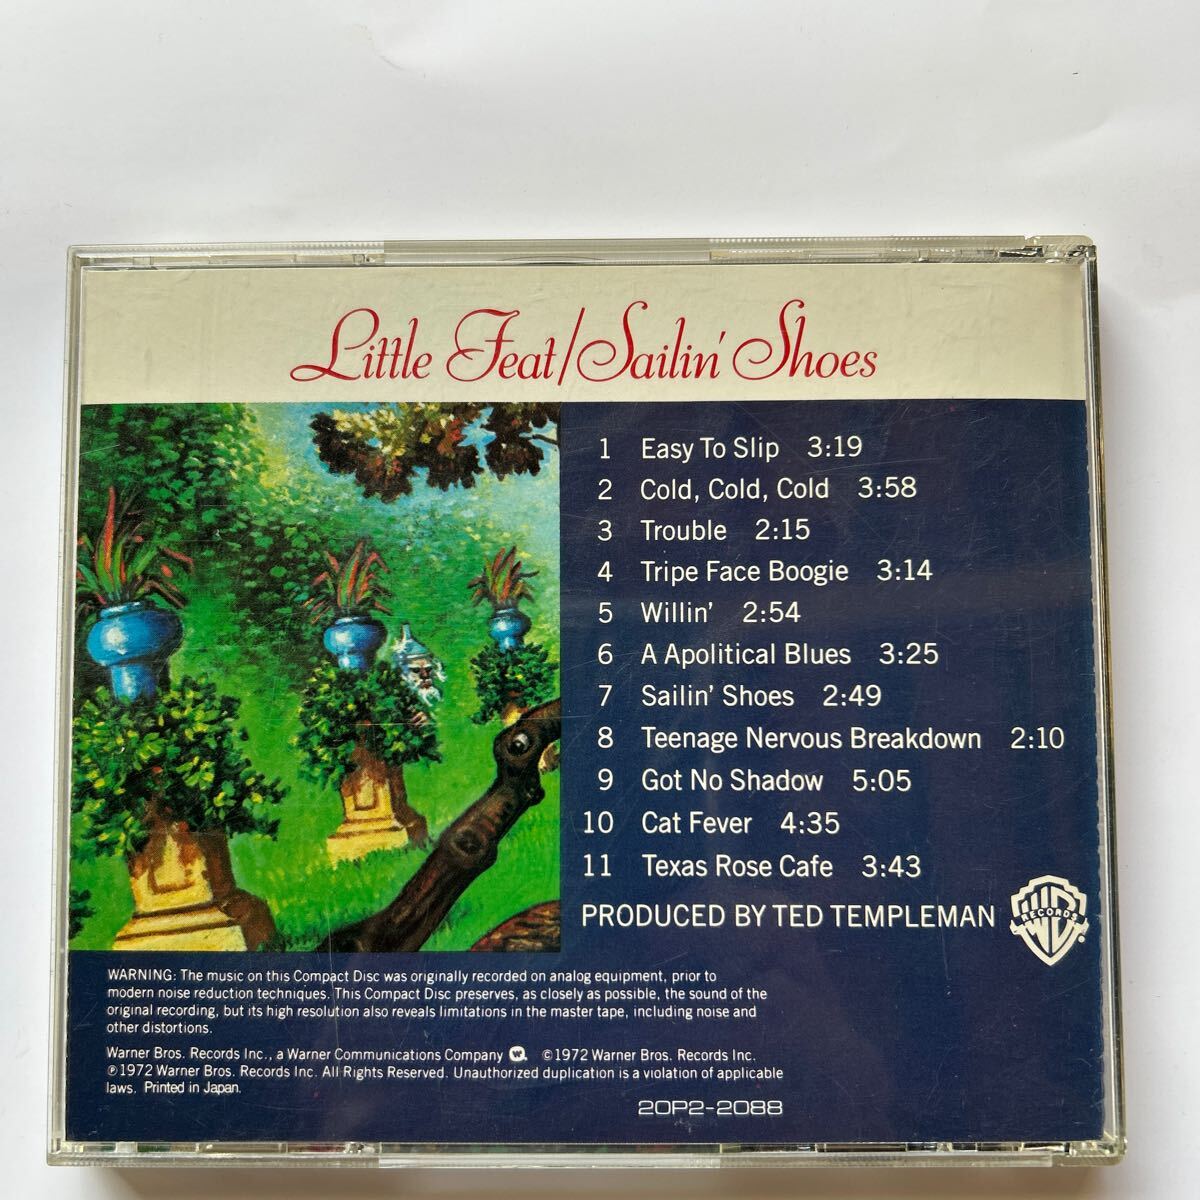 Little Feat/Sailin' Shoes
1 Easy To Slip 3:19
2 Cold, Cold, Cold 3:58
3 Trouble 2:15
4 Tripe Face Boogie 3:14
5 Willin' 2:54
6 A Apolitical Blues 3:25
7 Sailin' Shoes 2:49
8 Teenage Nervous Breakdown 2:10
9 Got No Shadow 5:05
10 Cat Fever 4:35
11 Texas Rose Cafe 3:43
PRODUCED BY TED TEMPLEMAN
WB RECORDS ®
WARNING: The music on this Compact Disc was originally recorded on analog equipment, prior to
modern noise reduction techniques. This Compact Disc preserves, as closely as possible, the sound of the
original recording, but its high resolution also reveals limitations in the master tape, including noise and
other distortions.
Warner Bros. Records Inc., a Warner Communications Company W. ©1972 Warner Bros. Records Inc.
℗1972 Warner Bros. Records Inc. All Rights Reserved. Unauthorized duplication is a violation of applicable
laws. Printed in Japan.
20P2-2088